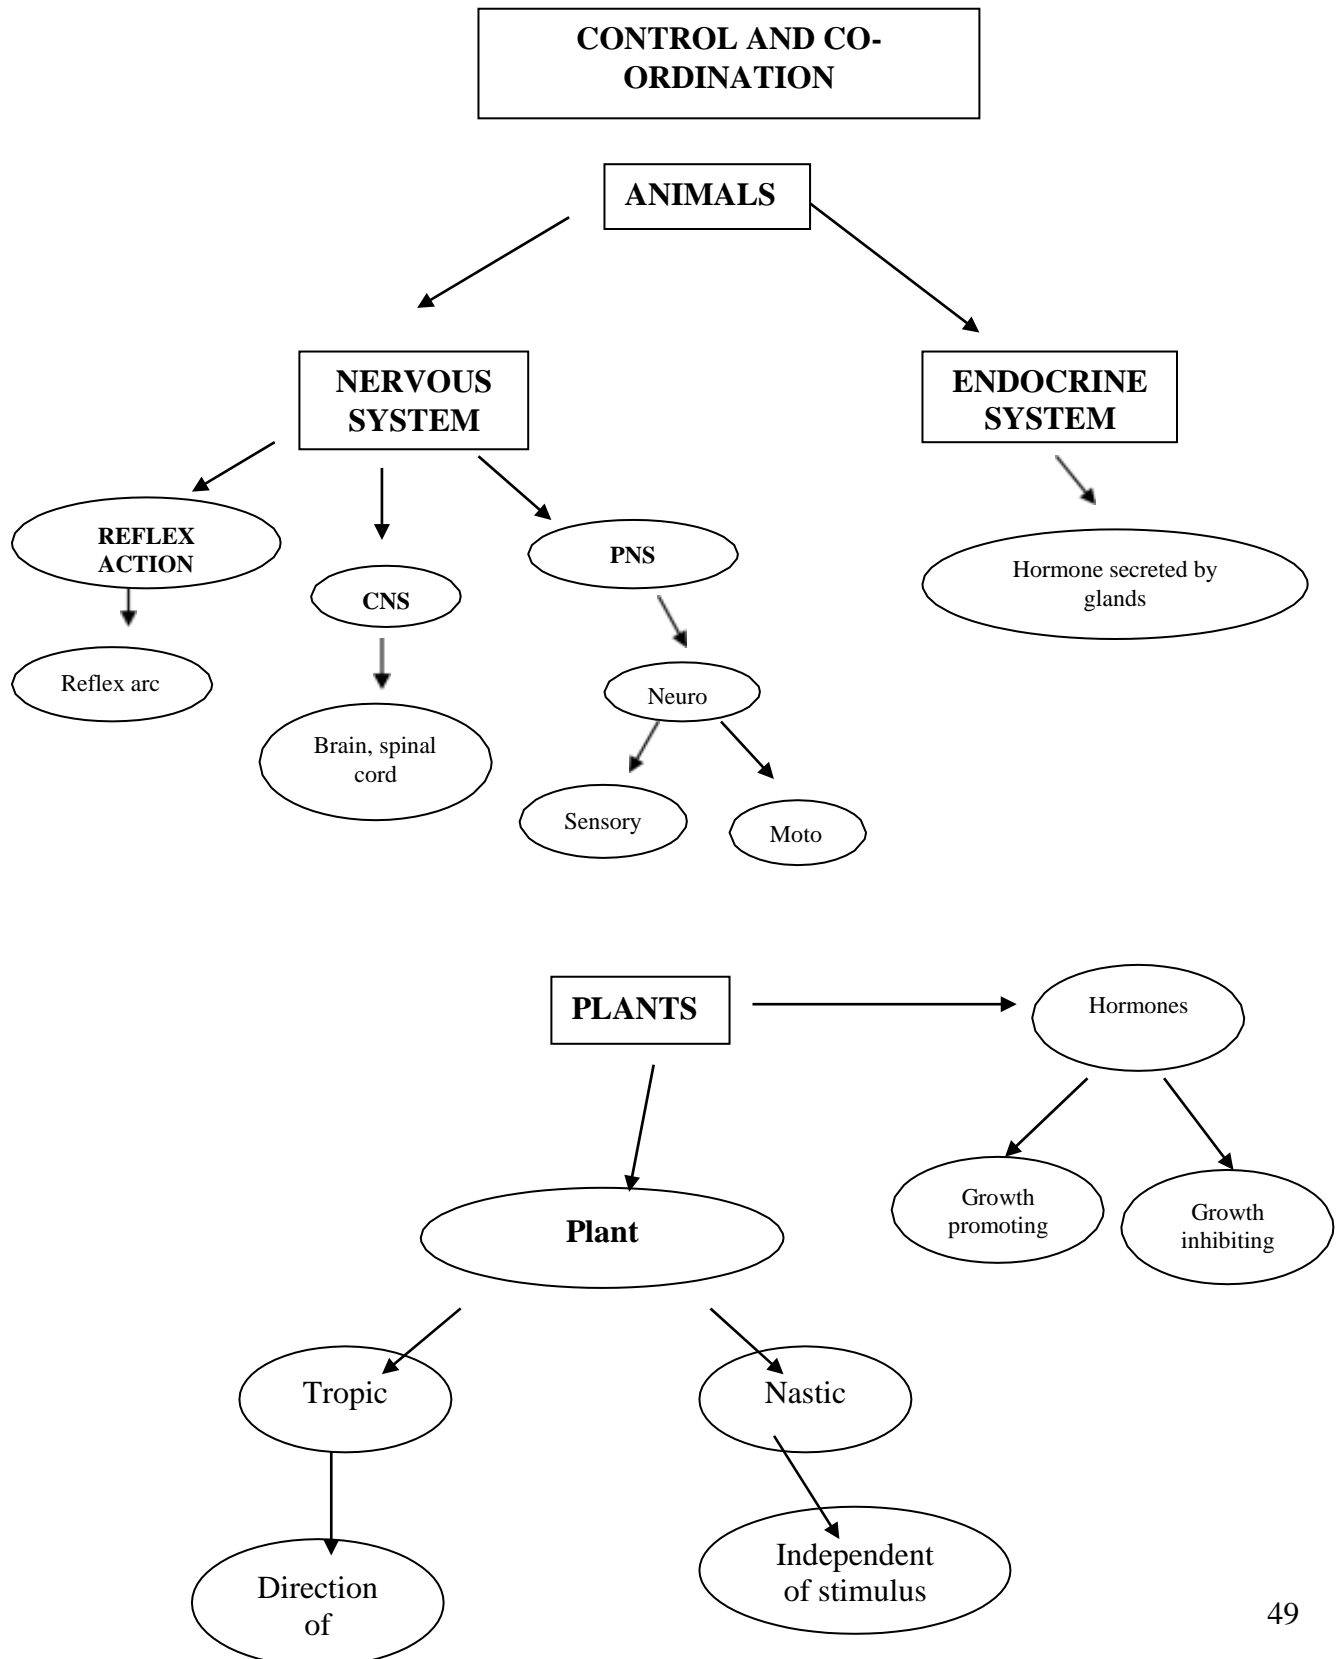 CONTROL AND CO-
ORDINATION
ANIMALS
NERVOUS
SYSTEM
ENDOCRINE
SYSTEM
REFLEX
ACTION
CNS
PNS
Hormone secreted by
glands
Reflex arc
Brain, spinal
cord
Neuro
Sensory
Moto
PLANTS
Hormones
Growth
promoting
Growth
inhibiting
Plant
Tropic
Nastic
Direction
of
Independent
of stimulus
49